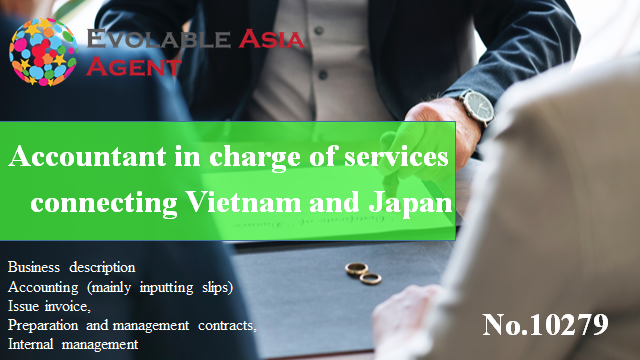 EVOLABLE ASIA
AGENT
Accountant in charge of services
connecting Vietnam and Japan
Business description
Accounting (mainly inputting slips)
Issue invoice,
Preparation and management contracts,
Internal management
No.10279